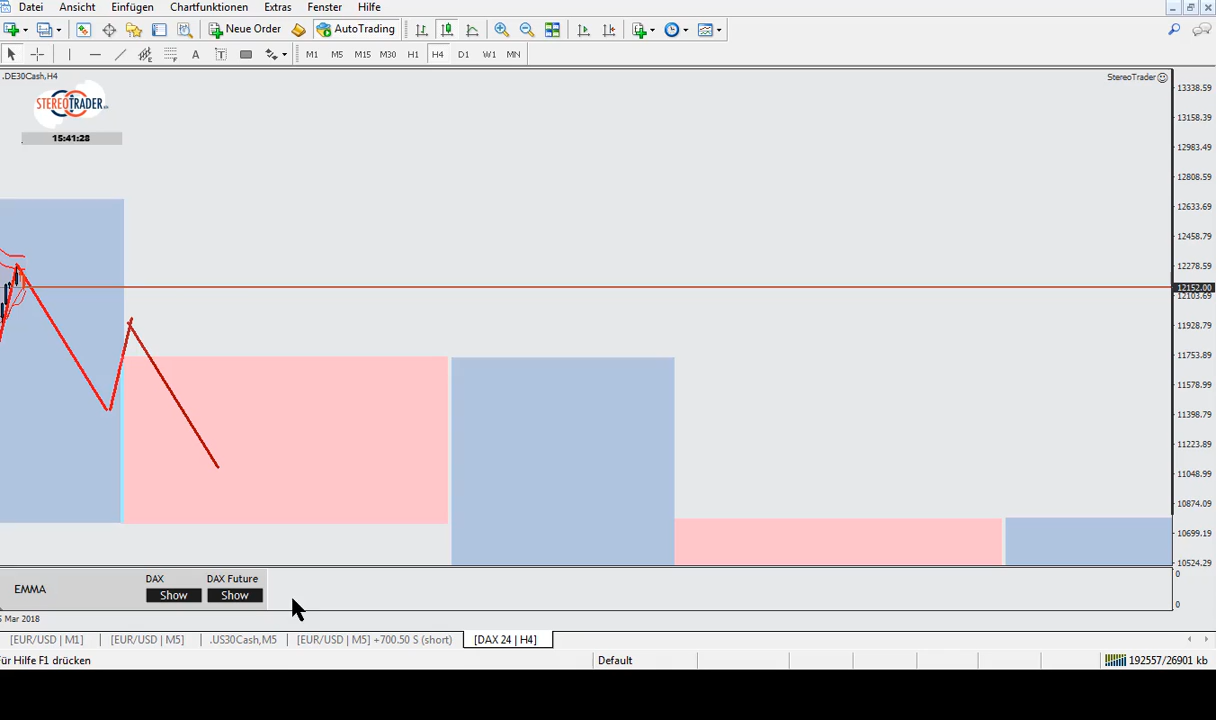 Datei Ansicht Einfügen Chartfunktionen Extras Fenster Hilfe
Neue Order AutoTrading
A T M1 M5 M15 M30 H1 H4 D1 W1 MN
.DE30Cash,H4
StereoTrader
STEREOTRADER
15:41:28
13338.59
13158.39
12983.49
12808.59
12633.69
12458.79
12278.59
12152.00
12103.69
11928.79
11753.89
11578.99
11398.79
11223.89
11048.99
10874.09
10699.19
10524.29
DAX DAX Future 0
EMMA
Show Show
0
Mar 2018
[EUR/USD | M1] [EUR/USD | M5] .US30Cash,M5 [EUR/USD | M5] +700.50 S (short) [DAX 24 | H4]
ür Hilfe F1 drücken Default 192557/26901 kb